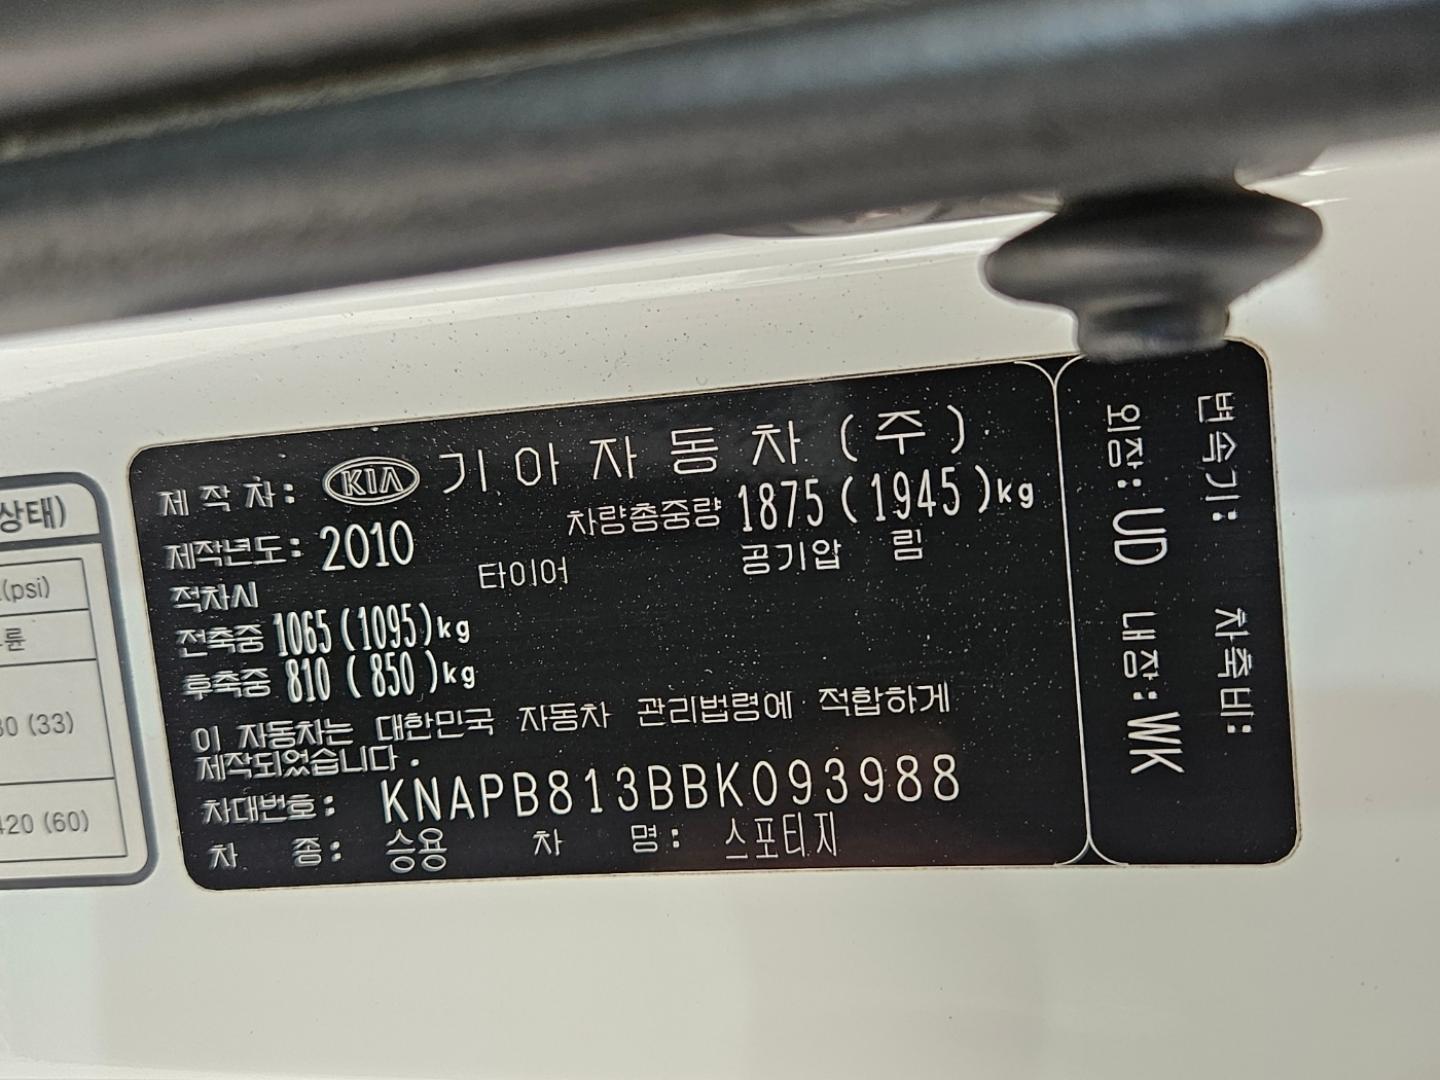 상태)
(psi)
륜
30 (33)
420 (60)
제 작 차: KIA 기 아 자 동 차 (주)
제작년도: 2010 차량총중량 1875 (1945)kg
적차시 타이어 공기압 림
전축중 1065 (1095)kg
후축중 810 (850)kg
이 자동차는 대한민국 자동차 관리법령에 적합하게
제작되었습니다.
차대번호: KNAPB813BBK093988
차 종: 승용 차 명: 스포티지
변속기: 차축비:
외장: UD 내장: WK